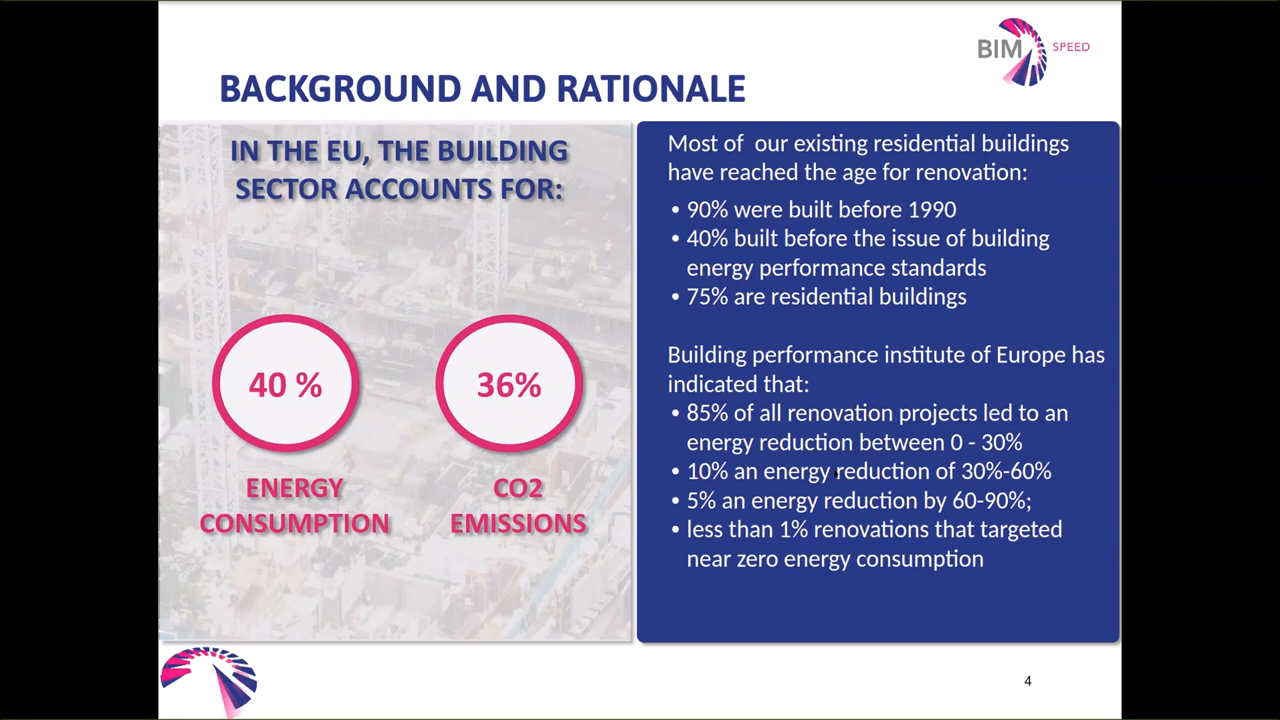 BIM SPEED
BACKGROUND AND RATIONALE
IN THE EU, THE BUILDING
SECTOR ACCOUNTS FOR:
40 %
36%
ENERGY
CONSUMPTION
CO2
EMISSIONS
Most of  our existing residential buildings
have reached the age for renovation:
• 90% were built before 1990
• 40% built before the issue of building
energy performance standards
• 75% are residential buildings
Building performance institute of Europe has
indicated that:
• 85% of all renovation projects led to an
energy reduction between 0 - 30%
• 10% an energy reduction of 30%-60%
• 5% an energy reduction by 60-90%;
• less than 1% renovations that targeted
near zero energy consumption
4